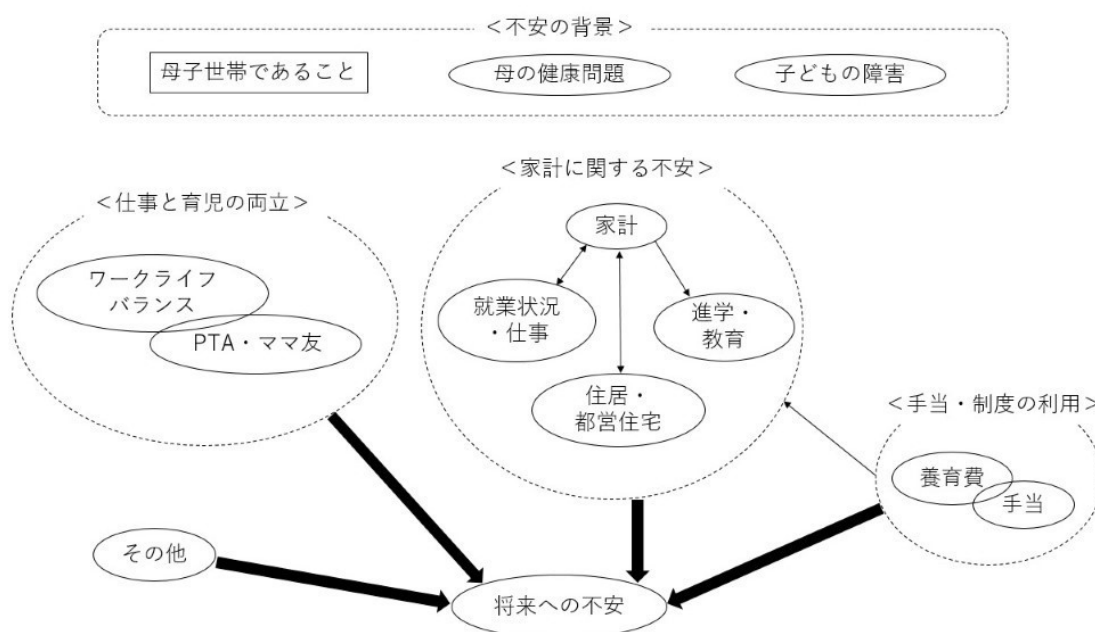 ＜不安の背景＞
母子世帯であること
母の健康問題
子どもの障害
＜家計に関する不安＞
＜仕事と育児の両立＞
家計
ワークライフ
バランス
就業状況
・仕事
進学・
教育
PTA・ママ友
住居・
都営住宅
＜手当・制度の利用＞
養育費
手当
その他
将来への不安